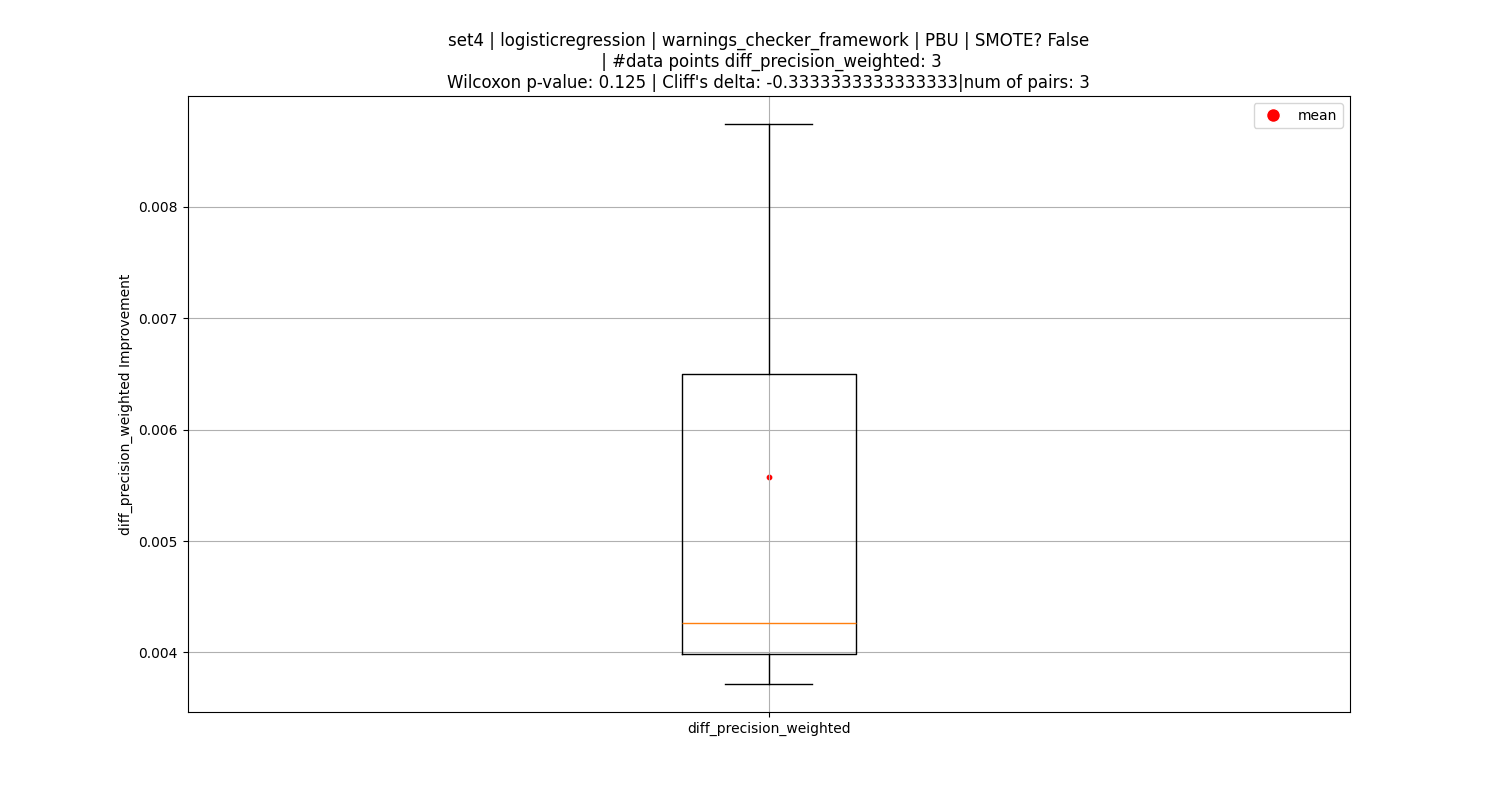 set4 | logisticregression | warnings_checker_framework | PBU | SMOTE? False
| #data points diff_precision_weighted: 3
Wilcoxon p-value: 0.125 | Cliff's delta: -0.3333333333333333|num of pairs: 3
mean
0.008
0.007
0.006
0.005
0.004
diff_precision_weighted Improvement
diff_precision_weighted